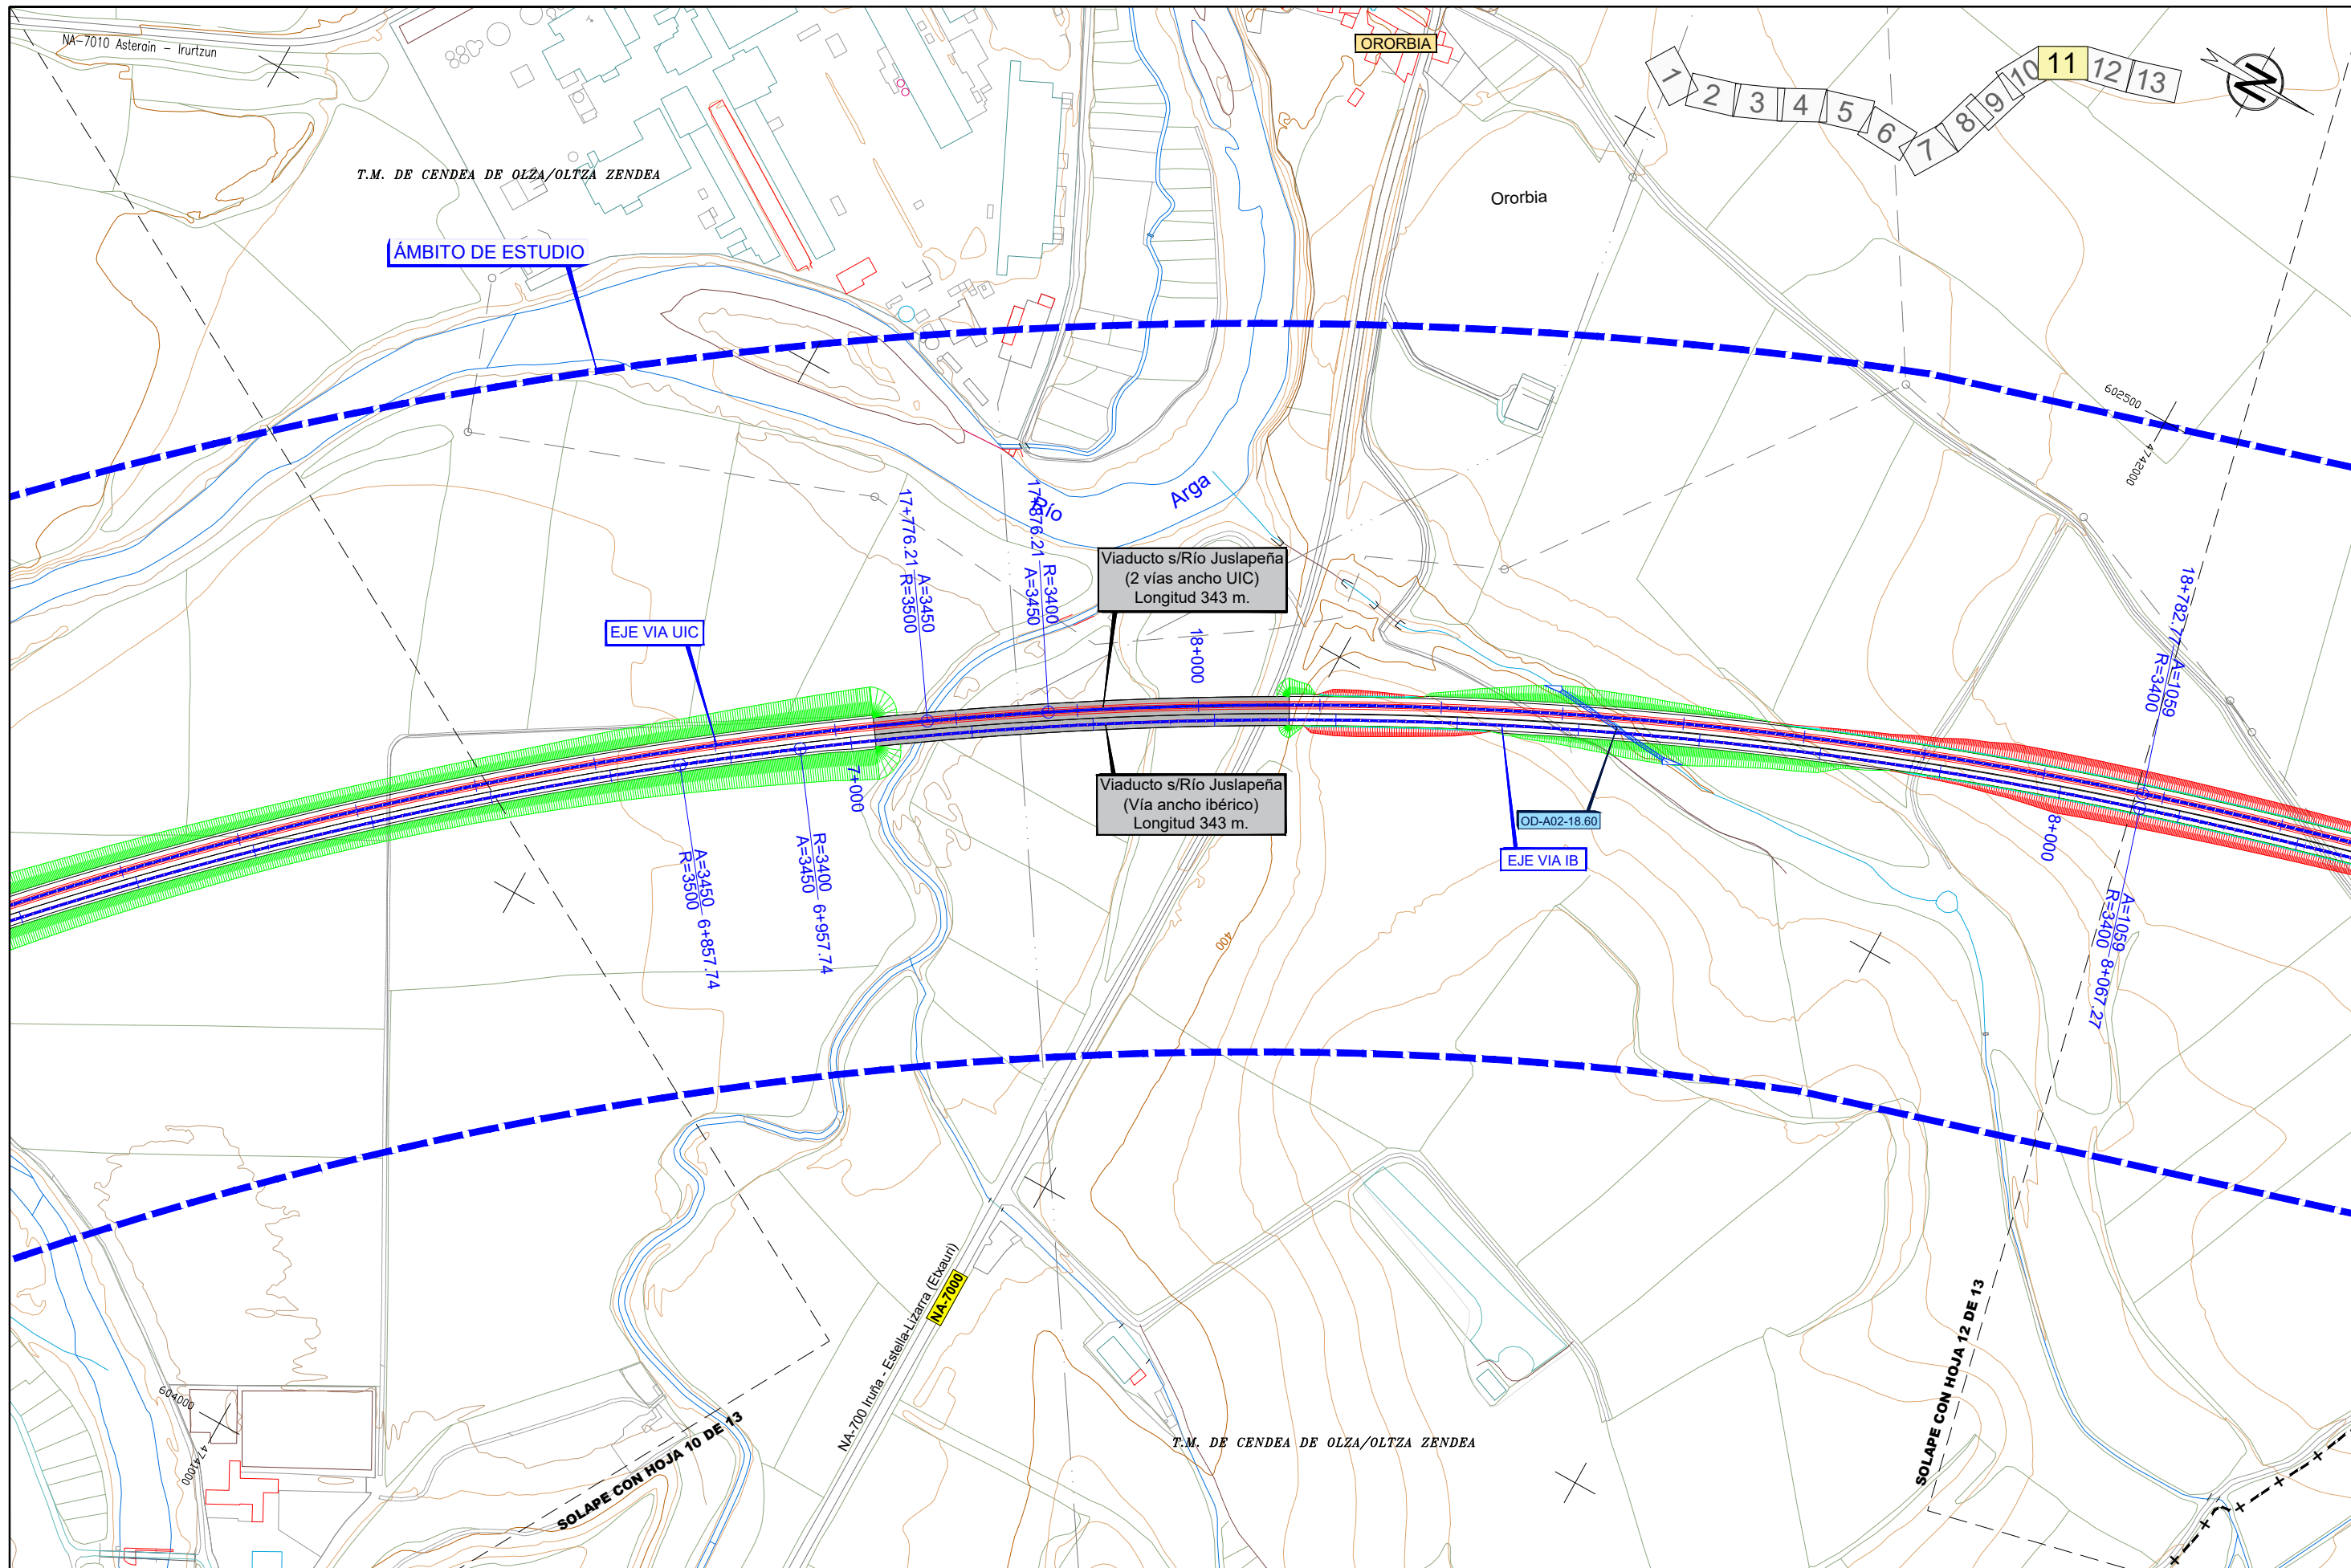 NA-7010 Asterain - Irurtzun
ORORBIA
1
2
3
4
5
6
7
8
9
10
11
12
13
N
T.M. DE CENDEA DE OLZA/OLTZA ZENDEA
Ororbia
ÁMBITO DE ESTUDIO
602500
4742000
Río
Arga
17+776.21
A=3450
R=3500
17+876.21
R=3400
A=3450
Viaducto s/Río Juslapeña
(2 vías ancho UIC)
Longitud 343 m.
EJE VIA UIC
18+000
18+782.77
A=1059
R=3400
7+000
Viaducto s/Río Juslapeña
(Vía ancho ibérico)
Longitud 343 m.
OD-A02-18.60
EJE VIA IB
8+000
A=3450
R=3500
6+857.74
R=3400
A=3450
6+957.74
A=1059
R=3400
8+067.27
400
NA-700 Iruña - Estella-Lizarra (Etxauri)
NA-7000
604000
4741000
SOLAPE CON HOJA 10 DE 13
SOLAPE CON HOJA 12 DE 13
T.M. DE CENDEA DE OLZA/OLTZA ZENDEA